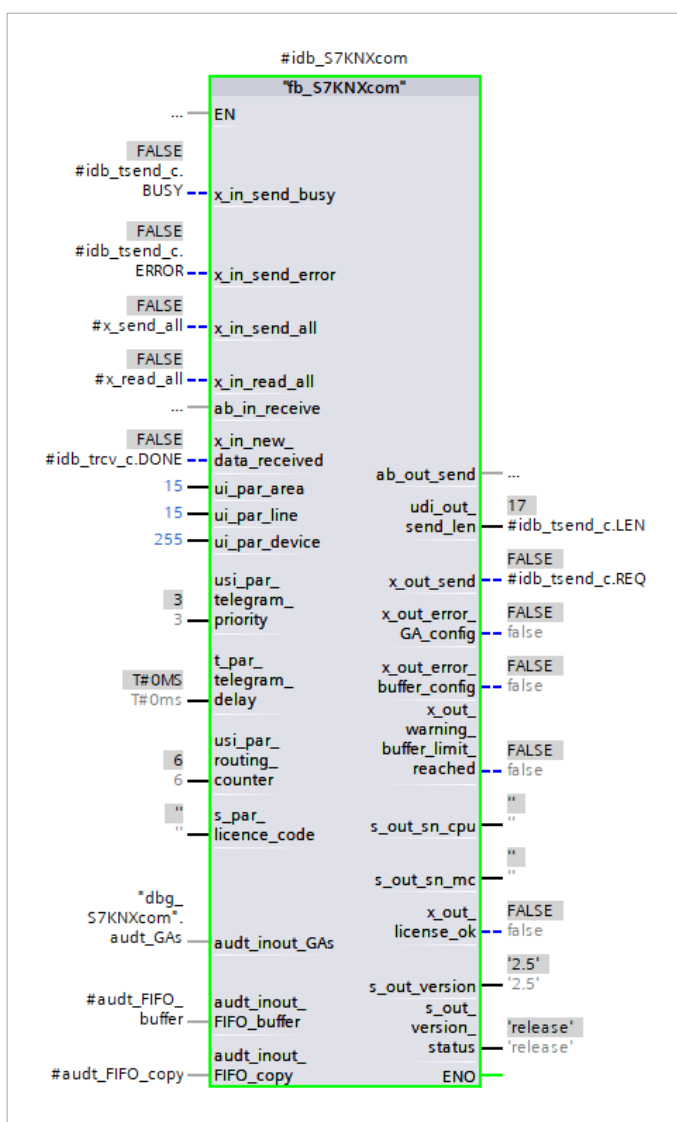 #idb_S7KNXcom
"fb_S7KNXcom"
... EN
FALSE
#idb_tsend_c.
BUSY x_in_send_busy
FALSE
#idb_tsend_c.
ERROR x_in_send_error
FALSE
#x_send_all x_in_send_all
FALSE
#x_read_all x_in_read_all
... ab_in_receive
FALSE
#idb_trcv_c.DONE
x_in_new_
data_received
15 ui_par_area
15 ui_par_line
255 ui_par_device
usi_par_
telegram_
priority
3
3
t_par_
telegram_
delay
T#0MS
T#0ms
usi_par_
routing_
counter
6
6
s_par_
licence_code
''
''
"dbg_
S7KNXcom".
audt_GAs audt_inout_GAs
#audt_FIFO_
buffer
audt_inout_
FIFO_buffer
#audt_FIFO_copy
audt_inout_
FIFO_copy
ab_out_send ...
udi_out_
send_len
17
#idb_tsend_c.LEN
x_out_send
FALSE
#idb_tsend_c.REQ
x_out_error_
GA_config
FALSE
false
x_out_error_
buffer_config
FALSE
false
x_out_
warning_
buffer_limit_
reached
FALSE
false
s_out_sn_cpu
''
''
s_out_sn_mc
''
''
x_out_
license_ok
FALSE
false
s_out_version
'2.5'
'2.5'
s_out_
version_
status
'release'
'release'
ENO